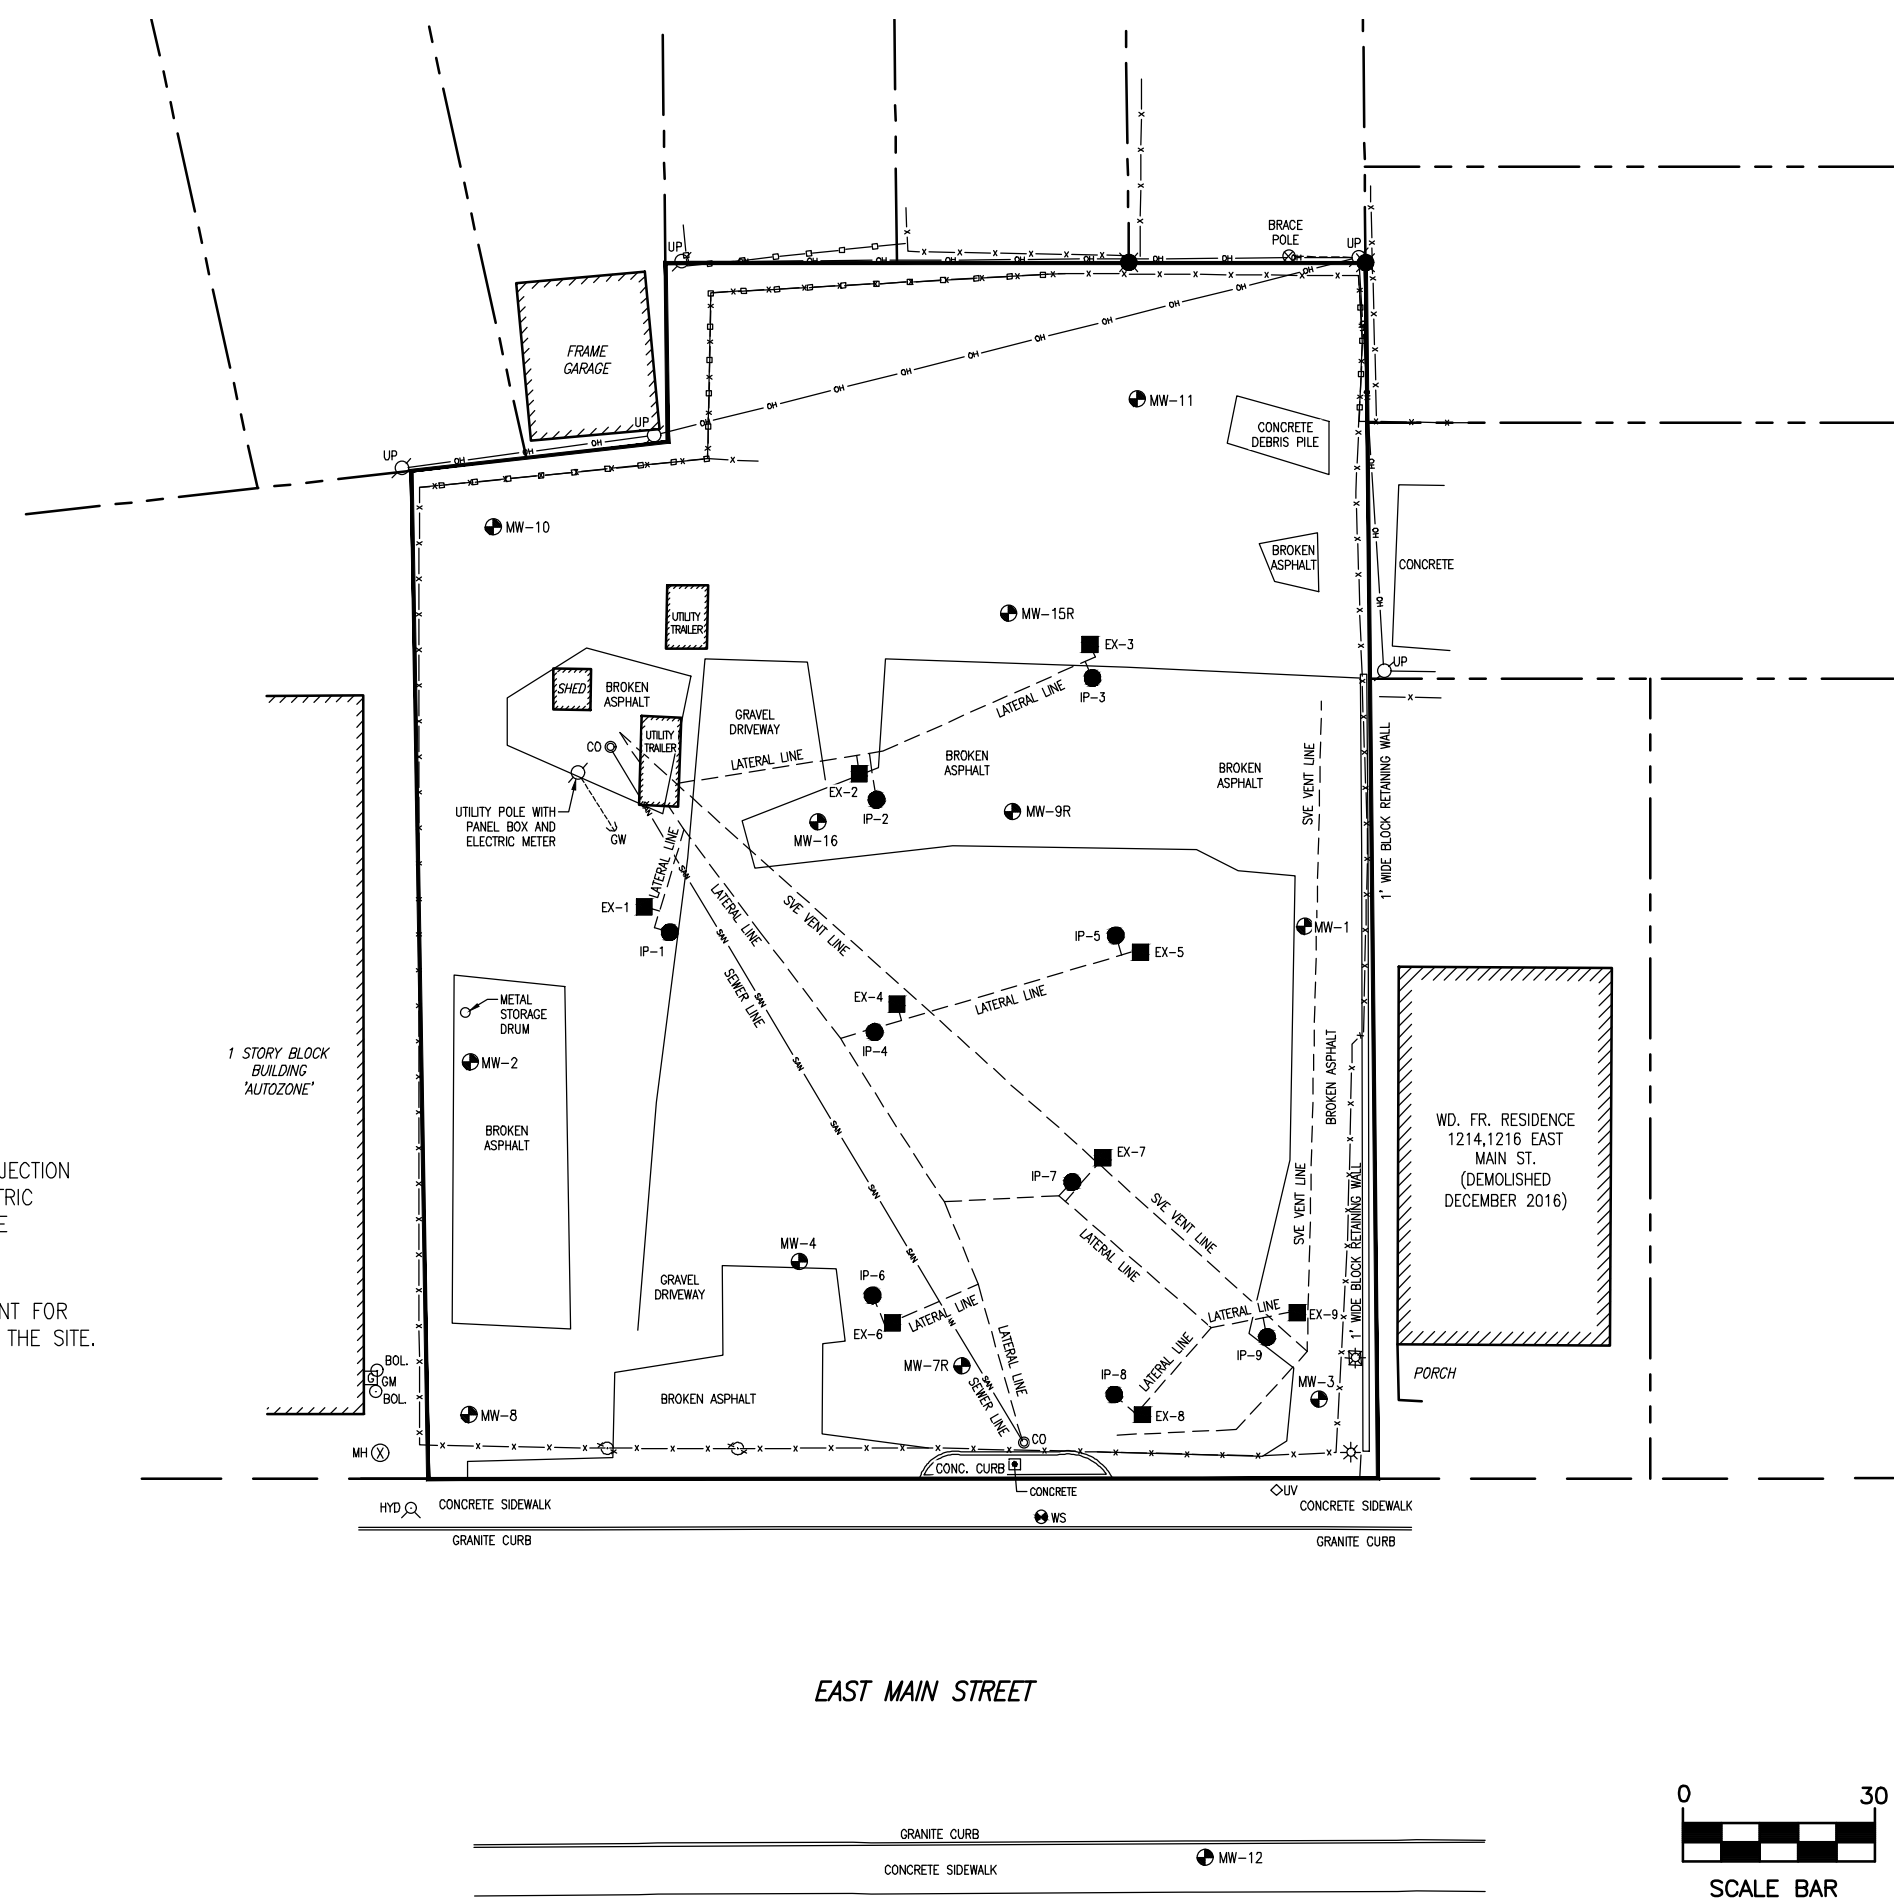 BRACE
POLE
UP
UP
OH
FRAME
GARAGE
UP
UP
MW-11
CONCRETE
DEBRIS PILE
MW-10
BROKEN
ASPHALT
CONCRETE
UTILITY
TRAILER
MW-15R
EX-3
UP
SHED
BROKEN
ASPHALT
IP-3
LATERAL LINE
GRAVEL
DRIVEWAY
UTILITY
TRAILER
CO
LATERAL LINE
BROKEN
ASPHALT
BROKEN
ASPHALT
SVE VENT LINE
1' WIDE BLOCK RETAINING WALL
EX-2
IP-2
MW-9R
MW-16
UTILITY POLE WITH
PANEL BOX AND
ELECTRIC METER
GW
SAN
LATERAL LINE
LATERAL LINE
SVE VENT LINE
EX-1
IP-1
IP-5
EX-5
MW-1
SEWER LINE
EX-4
LATERAL LINE
IP-4
METAL
STORAGE
DRUM
MW-2
1 STORY BLOCK
BUILDING
'AUTOZONE'
BROKEN
ASPHALT
BROKEN ASPHALT
WD. FR. RESIDENCE
1214,1216 EAST
MAIN ST.
(DEMOLISHED
DECEMBER 2016)
JECTION
TRIC
E
NT FOR
THE SITE.
EX-7
IP-7
SVE VENT LINE
SVE VENT LINE
1' WIDE BLOCK RETAINING WALL
MW-4
LATERAL LINE
IP-6
GRAVEL
DRIVEWAY
EX-6
LATERAL LINE
LATERAL LINE
EX-9
IP-9
LATERAL LINE
LATERAL LINE
MW-7R
SEWER LINE
IP-8
EX-8
MW-3
PORCH
BOL.
G
GM
BOL.
BROKEN ASPHALT
MW-8
MH
CO
CONC. CURB
CONCRETE
UV
HYD
CONCRETE SIDEWALK
CONCRETE SIDEWALK
WS
GRANITE CURB
GRANITE CURB
EAST MAIN STREET
0 30
SCALE BAR
GRANITE CURB
CONCRETE SIDEWALK
MW-12